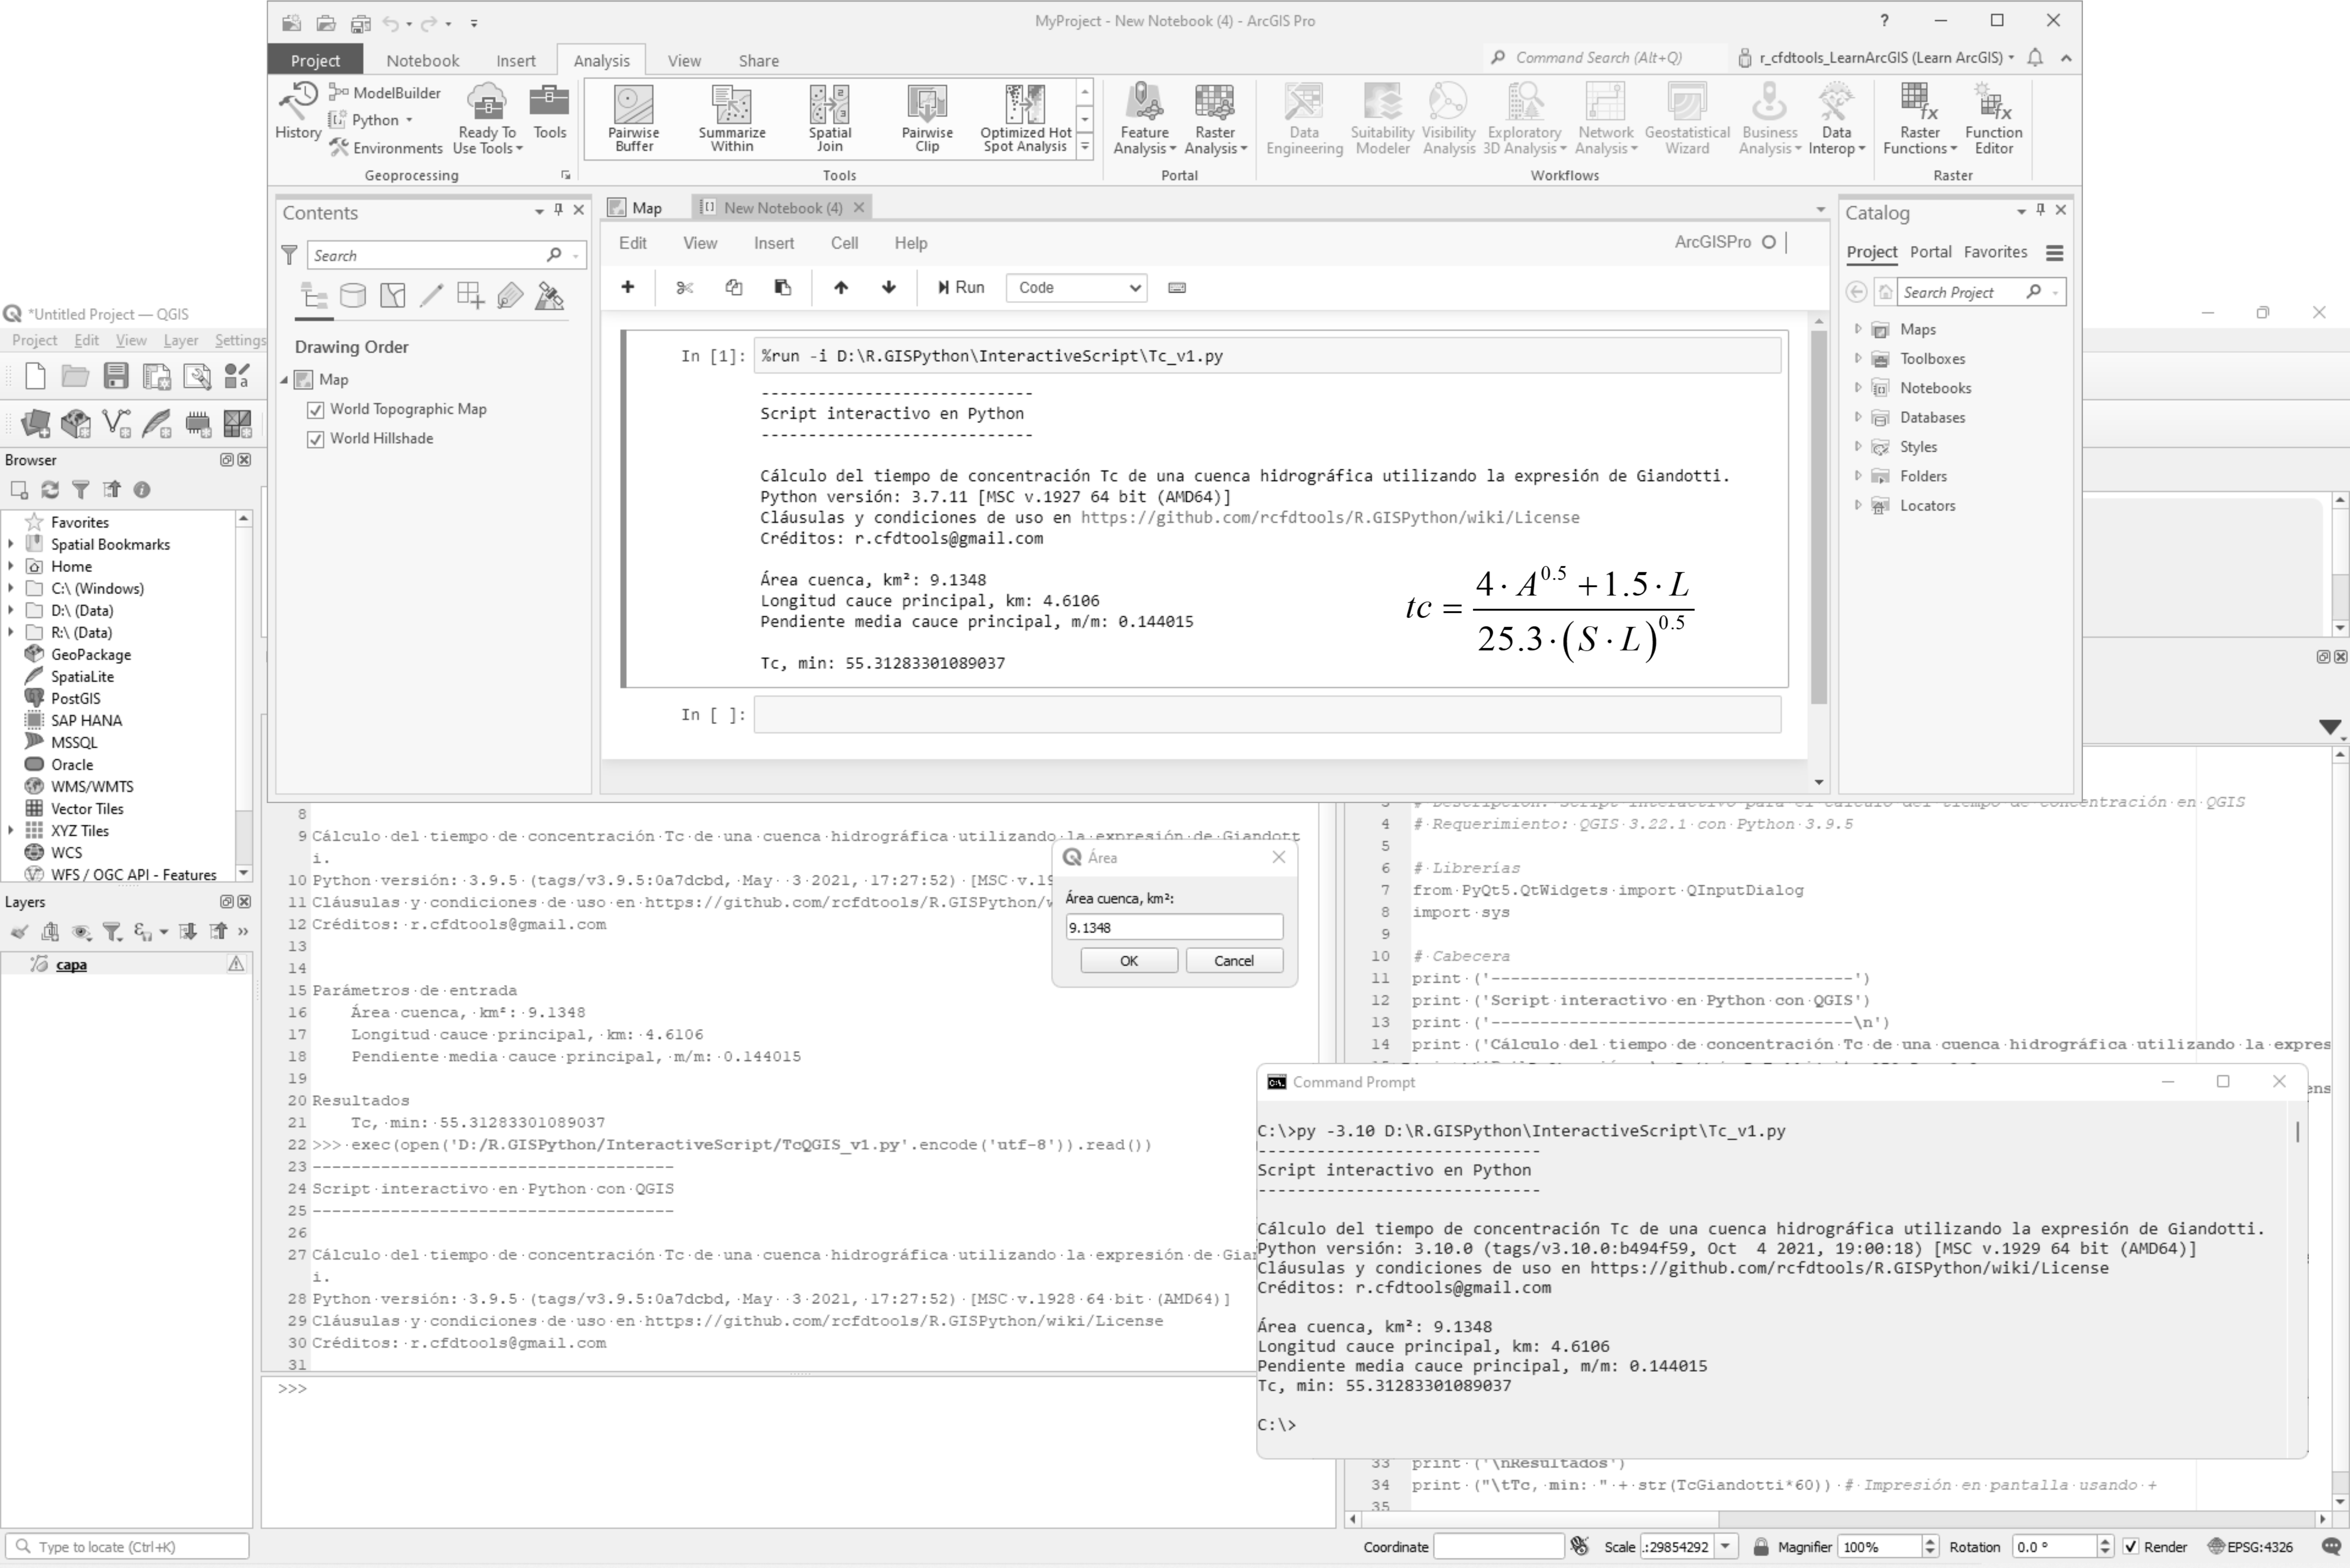 MyProject - New Notebook (4) - ArcGIS Pro
Project Notebook Insert Analysis View Share
Command Search (Alt+Q)
r_cfdtools_LearnArcGIS (Learn ArcGIS)
History
ModelBuilder
Python
Environments
Ready To Use Tools
Tools
Geoprocessing
Pairwise Buffer
Summarize Within
Spatial Join
Pairwise Clip
Optimized Hot Spot Analysis
Tools
Feature Analysis
Raster Analysis
Portal
Data Engineering
Suitability Modeler
Visibility Analysis
Exploratory 3D Analysis
Network Analysis
Geostatistical Wizard
Business Analysis
Data Interop
Workflows
Raster Functions
Function Editor
Raster
Contents
Search
Drawing Order
Map
World Topographic Map
World Hillshade
Map
New Notebook (4)
Edit View Insert Cell Help
ArcGISPro
Run
Code
In [1]: %run -i D:\R.GISPython\InteractiveScript\Tc_v1.py
----------------------------
Script interactivo en Python
----------------------------
Cálculo del tiempo de concentración Tc de una cuenca hidrográfica utilizando la expresión de Giandotti.
Python versión: 3.7.11 [MSC v.1927 64 bit (AMD64)]
Cláusulas y condiciones de uso en https://github.com/rcfdtools/R.GISPython/wiki/License
Créditos: r.cfdtools@gmail.com
Área cuenca, km²: 9.1348
Longitud cauce principal, km: 4.6106
Pendiente media cauce principal, m/m: 0.144015
Tc, min: 55.31283301089037
tc = 4 · A^0.5 + 1.5 · L / 25.3 · (S · L)^0.5
In [ ]:
Catalog
Project Portal Favorites
Search Project
Maps
Toolboxes
Notebooks
Databases
Styles
Folders
Locators
*Untitled Project — QGIS
Project Edit View Layer Settings
Browser
Favorites
Spatial Bookmarks
Home
C:\ (Windows)
D:\ (Data)
R:\ (Data)
GeoPackage
SpatiaLite
PostGIS
SAP HANA
MSSQL
Oracle
WMS/WMTS
Vector Tiles
XYZ Tiles
WCS
WFS / OGC API - Features
Layers
capa
8
9 Cálculo del tiempo de concentración Tc de una cuenca hidrográfica utilizando la expresión de Giandott
i.
10 Python versión: 3.9.5 (tags/v3.9.5:0a7dcbd, May  3 2021, 17:27:52) [MSC v.19
11 Cláusulas y condiciones de uso en https://github.com/rcfdtools/R.GISPython/w
12 Créditos: r.cfdtools@gmail.com
13
14
15 Parámetros de entrada
16 Área cuenca, km²: 9.1348
17 Longitud cauce principal, km: 4.6106
18 Pendiente media cauce principal, m/m: 0.144015
19
20 Resultados
21 Tc, min: 55.31283301089037
22 >>> exec(open('D:/R.GISPython/InteractiveScript/TcQGIS_v1.py'.encode('utf-8')).read())
23 -------------------------------------
24 Script interactivo en Python con QGIS
25 -------------------------------------
26
27 Cálculo del tiempo de concentración Tc de una cuenca hidrográfica utilizando la expresión de Gia
i.
28 Python versión: 3.9.5 (tags/v3.9.5:0a7dcbd, May  3 2021, 17:27:52) [MSC v.1928 64 bit (AMD64)]
29 Cláusulas y condiciones de uso en https://github.com/rcfdtools/R.GISPython/wiki/License
30 Créditos: r.cfdtools@gmail.com
31
>>>
Área
Área cuenca, km²:
9.1348
OK Cancel
3 # Descripción: Script interactivo para el cálculo del tiempo de concentración en QGIS
4 # Requerimiento: QGIS 3.22.1 con Python 3.9.5
5
6 # Librerías
7 from PyQt5.QtWidgets import QInputDialog
8 import sys
9
10 # Cabecera
11 print ('-------------------------------------')
12 print ('Script interactivo en Python con QGIS')
13 print ('-------------------------------------\n')
14 print ('Cálculo del tiempo de concentración Tc de una cuenca hidrográfica utilizando la expres
ens
Command Prompt
C:\>py -3.10 D:\R.GISPython\InteractiveScript\Tc_v1.py
----------------------------
Script interactivo en Python
----------------------------
Cálculo del tiempo de concentración Tc de una cuenca hidrográfica utilizando la expresión de Giandotti.
Python versión: 3.10.0 (tags/v3.10.0:b494f59, Oct  4 2021, 19:00:18) [MSC v.1929 64 bit (AMD64)]
Cláusulas y condiciones de uso en https://github.com/rcfdtools/R.GISPython/wiki/License
Créditos: r.cfdtools@gmail.com
Área cuenca, km²: 9.1348
Longitud cauce principal, km: 4.6106
Pendiente media cauce principal, m/m: 0.144015
Tc, min: 55.31283301089037
C:\>
33 print ('\nResultados')
34 print ("\tTc, min: " + str(TcGiandotti*60)) # Impresión en pantalla usando +
35
Type to locate (Ctrl+K)
Coordinate
Scale .:29854292
Magnifier 100%
Rotation 0.0 °
Render
EPSG:4326